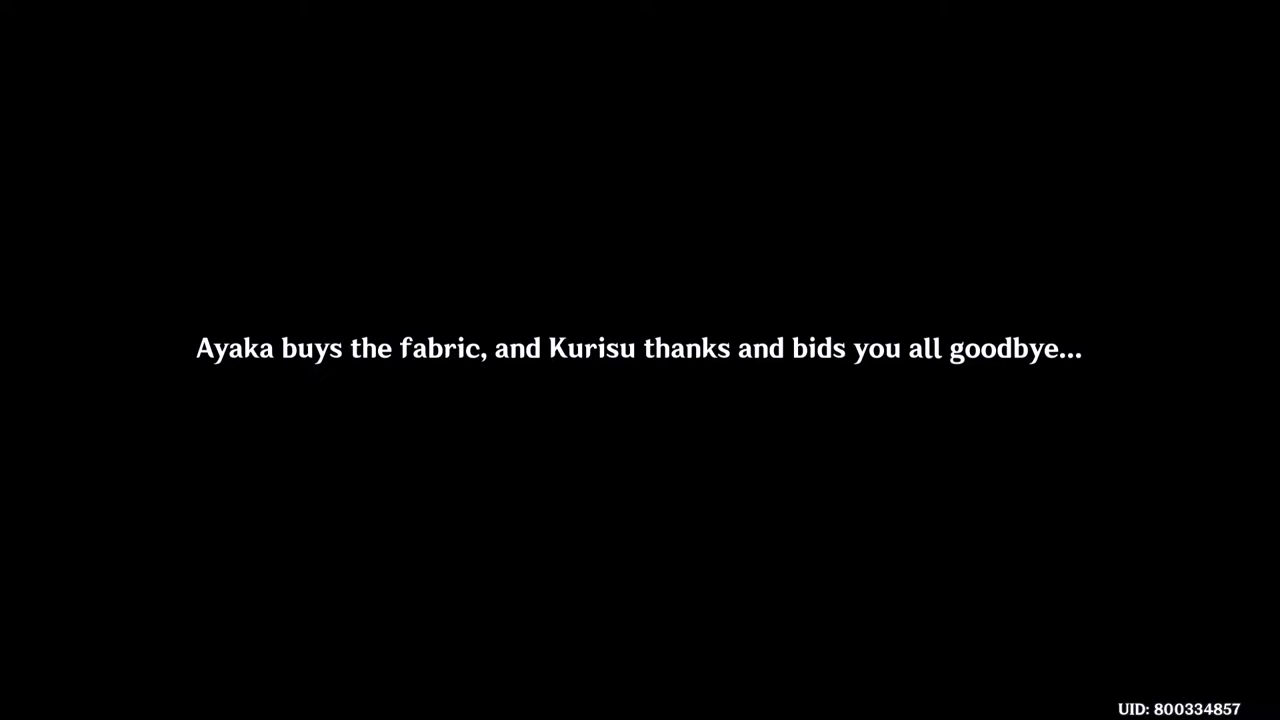 Ayaka buys the fabric, and Kurisu thanks and bids you all goodbye...
UID: 800334857